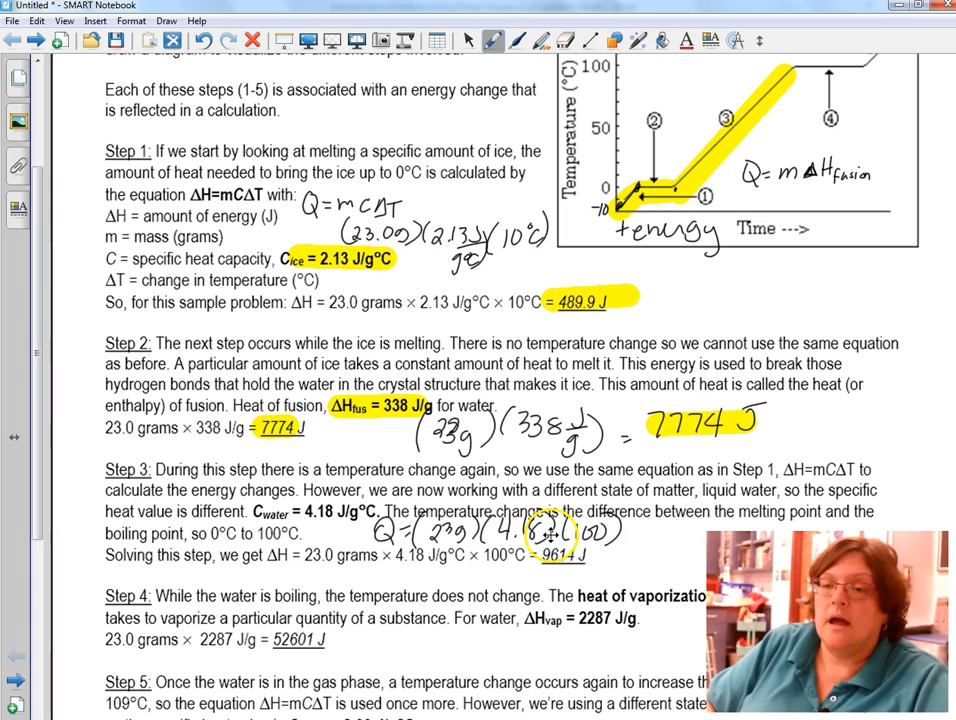 Untitled * - SMART Notebook
File Edit View Insert Format Draw Help
Each of these steps (1-5) is associated with an energy change that
is reflected in a calculation.
Step 1: If we start by looking at melting a specific amount of ice, the
amount of heat needed to bring the ice up to 0°C is calculated by
the equation ΔH=mCΔT with:
Q = m C ΔT
ΔH = amount of energy (J)
(23.0g)(2.13 J/g°C)(10°C)
m = mass (grams)
C = specific heat capacity, Cice = 2.13 J/g°C
ΔT = change in temperature (°C)
So, for this sample problem: ΔH = 23.0 grams × 2.13 J/g°C × 10°C = 489.9 J
Temperature (°C)
100
50
0
-10
②
③
④
①
Q = m ΔHfusion
+energy
Time --->
Step 2: The next step occurs while the ice is melting. There is no temperature change so we cannot use the same equation
as before. A particular amount of ice takes a constant amount of heat to melt it. This energy is used to break those
hydrogen bonds that hold the water in the crystal structure that makes it ice. This amount of heat is called the heat (or
enthalpy) of fusion. Heat of fusion, ΔHfus = 338 J/g for water.
23.0 grams × 338 J/g = 7774 J
(23g)(338 J/g) = 7774 J
Step 3: During this step there is a temperature change again, so we use the same equation as in Step 1, ΔH=mCΔT to
calculate the energy changes. However, we are now working with a different state of matter, liquid water, so the specific
heat value is different. Cwater = 4.18 J/g°C. The temperature change is the difference between the melting point and the
boiling point, so 0°C to 100°C.
Q=(23g)(4.18)(100)
Solving this step, we get ΔH = 23.0 grams × 4.18 J/g°C × 100°C = 9614 J
Step 4: While the water is boiling, the temperature does not change. The heat of vaporizatio
takes to vaporize a particular quantity of a substance. For water, ΔHvap = 2287 J/g.
23.0 grams × 2287 J/g = 52601 J
Step 5: Once the water is in the gas phase, a temperature change occurs again to increase th
109°C, so the equation ΔH=mCΔT is used once more. However, we're using a different state